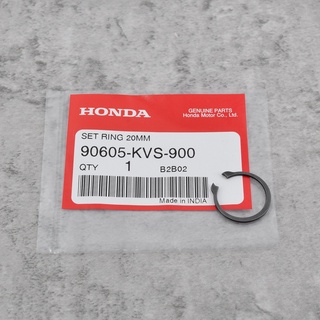 HONDA
GENUINE PARTS
Honda Motor Co., Ltd.
SET RING 20MM
90605-KVS-900
QTY 1 B2B02
Made in INDIA